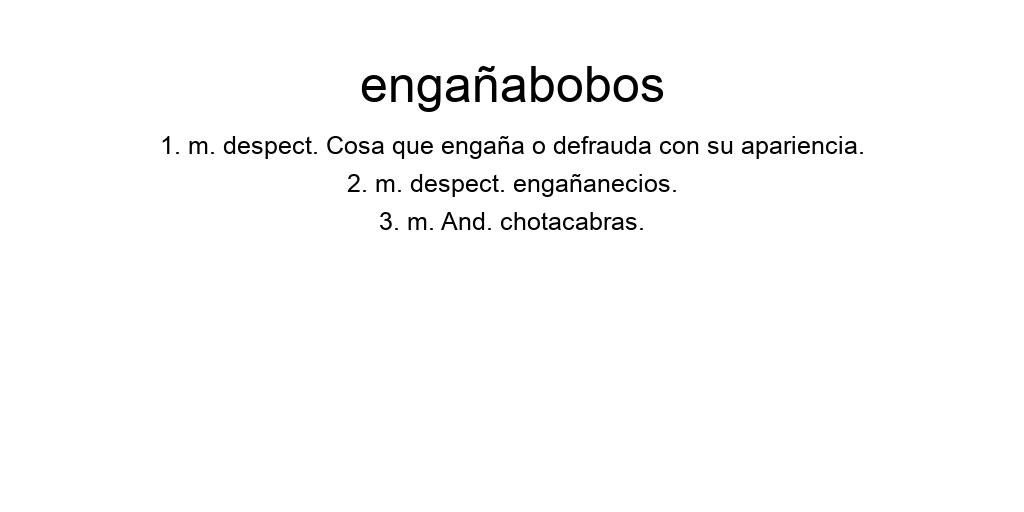 engañabobos
1. m. despect. Cosa que engaña o defrauda con su apariencia.
2. m. despect. engañanecios.
3. m. And. chotacabras.